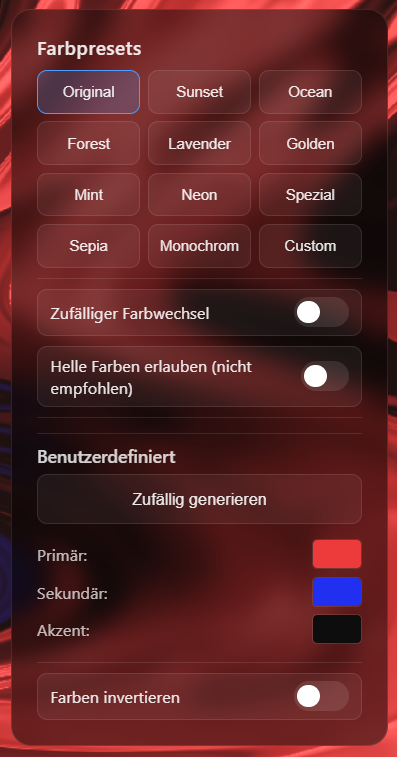 Farbpresets
Original Sunset Ocean
Forest Lavender Golden
Mint Neon Spezial
Sepia Monochrom Custom
Zufälliger Farbwechsel
Helle Farben erlauben (nicht
empfohlen)
Benutzerdefiniert
Zufällig generieren
Primär:
Sekundär:
Akzent:
Farben invertieren